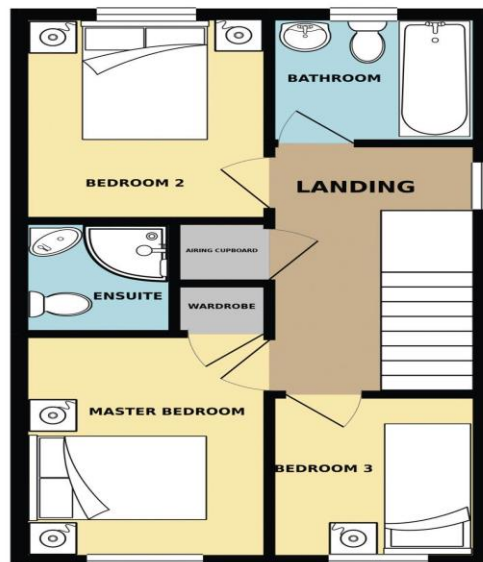 BATHROOM
BEDROOM 2
LANDING
AIRING CUPBOARD
ENSUITE
WARDROBE
MASTER BEDROOM
BEDROOM 3